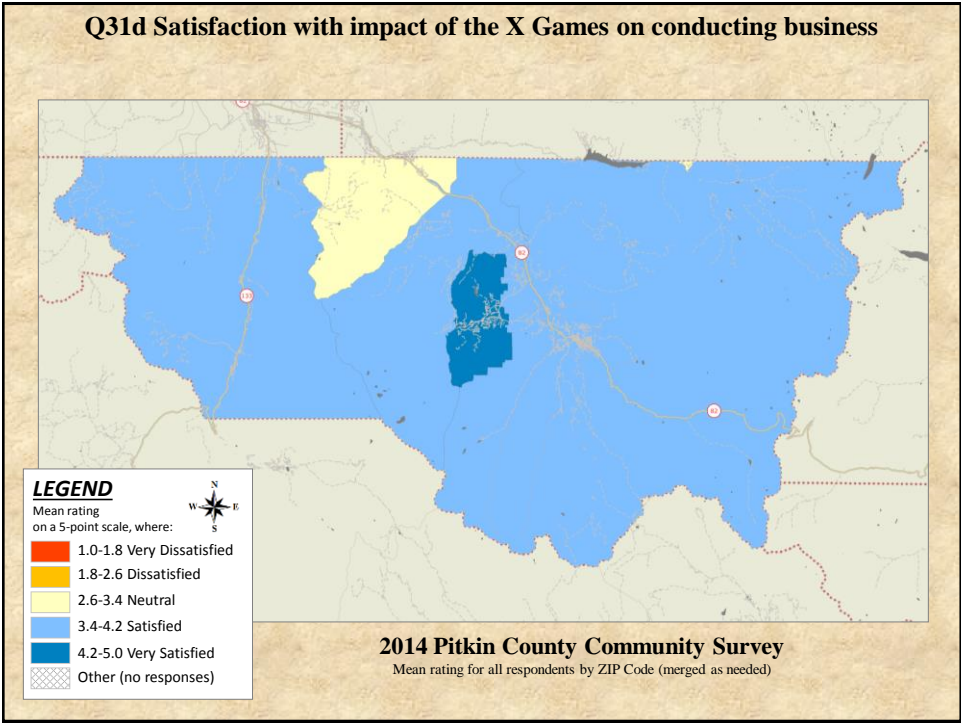 Q31d Satisfaction with impact of the X Games on conducting business
82
133
82
LEGEND
Mean rating
on a 5-point scale, where:
N
W E
S
1.0-1.8 Very Dissatisfied
1.8-2.6 Dissatisfied
2.6-3.4 Neutral
3.4-4.2 Satisfied
4.2-5.0 Very Satisfied
Other (no responses)
2014 Pitkin County Community Survey
Mean rating for all respondents by ZIP Code (merged as needed)